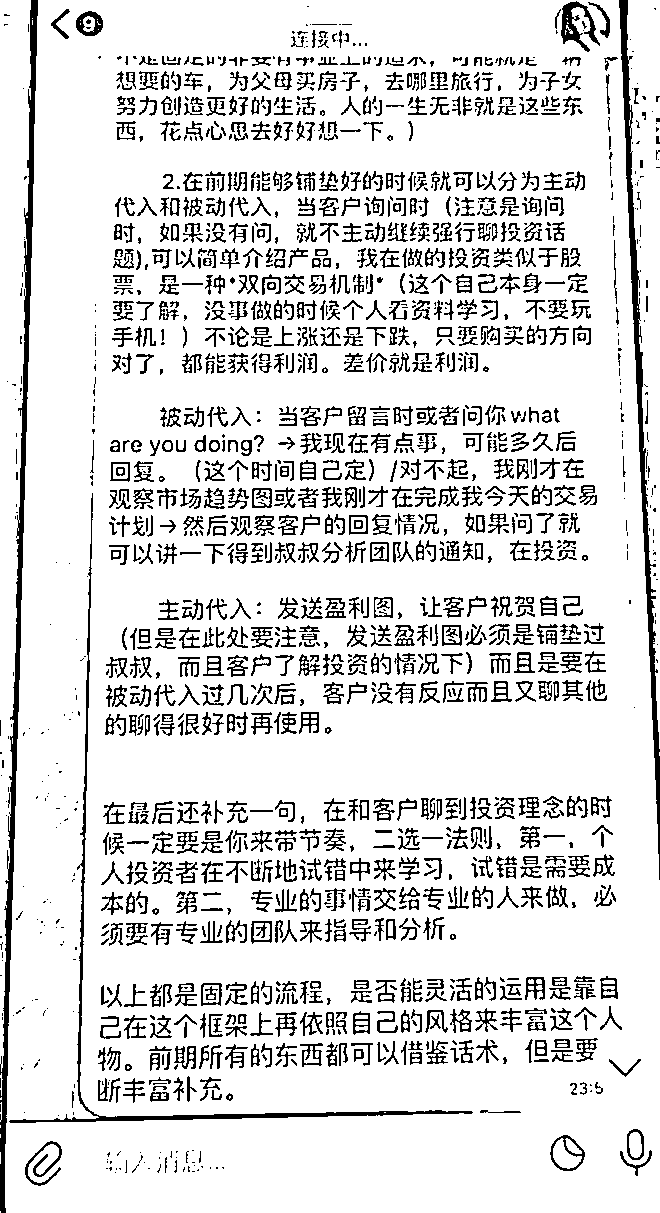 9
连接中...
想要的车，为父母买房子，去哪里旅行，为子女
努力创造更好的生活。人的一生无非就是这些东
西，花点心思去好好想一下。）
2.在前期能够铺垫好的时候就可以分为主动
代入和被动代入，当客户询问时（注意是询问
时，如果没有问，就不主动继续强行聊投资话
题),可以简单介绍产品，我在做的投资类似于股
票，是一种*双向交易机制*（这个自己本身一定
要了解，没事做的时候个人看资料学习，不要玩
手机！）不论是上涨还是下跌，只要购买的方向
对了，都能获得利润。差价就是利润。
被动代入：当客户留言时或者问你what
are you doing? →我现在有点事，可能多久后
回复。（这个时间自己定）/对不起，我刚才在
观察市场趋势图或者我刚才在完成我今天的交易
计划→然后观察客户的回复情况，如果问了就
可以讲一下得到叔叔分析团队的通知，在投资。
主动代入：发送盈利图，让客户祝贺自己
（但是在此处要注意，发送盈利图必须是铺垫过
叔叔，而且客户了解投资的情况下）而且是要在
被动代入过几次后，客户没有反应而且又聊其他
的聊得很好时再使用。
在最后还补充一句，在和客户聊到投资理念的时
候一定要是你来带节奏，二选一法则，第一，个
人投资者在不断地试错中来学习，试错是需要成
本的。第二，专业的事情交给专业的人来做，必
须要有专业的团队来指导和分析。
以上都是固定的流程，是否能灵活的运用是靠自
己在这个框架上再依照自己的风格来丰富这个人
物。前期所有的东西都可以借鉴话术，但是要
断丰富补充。
23:5
输入消息...